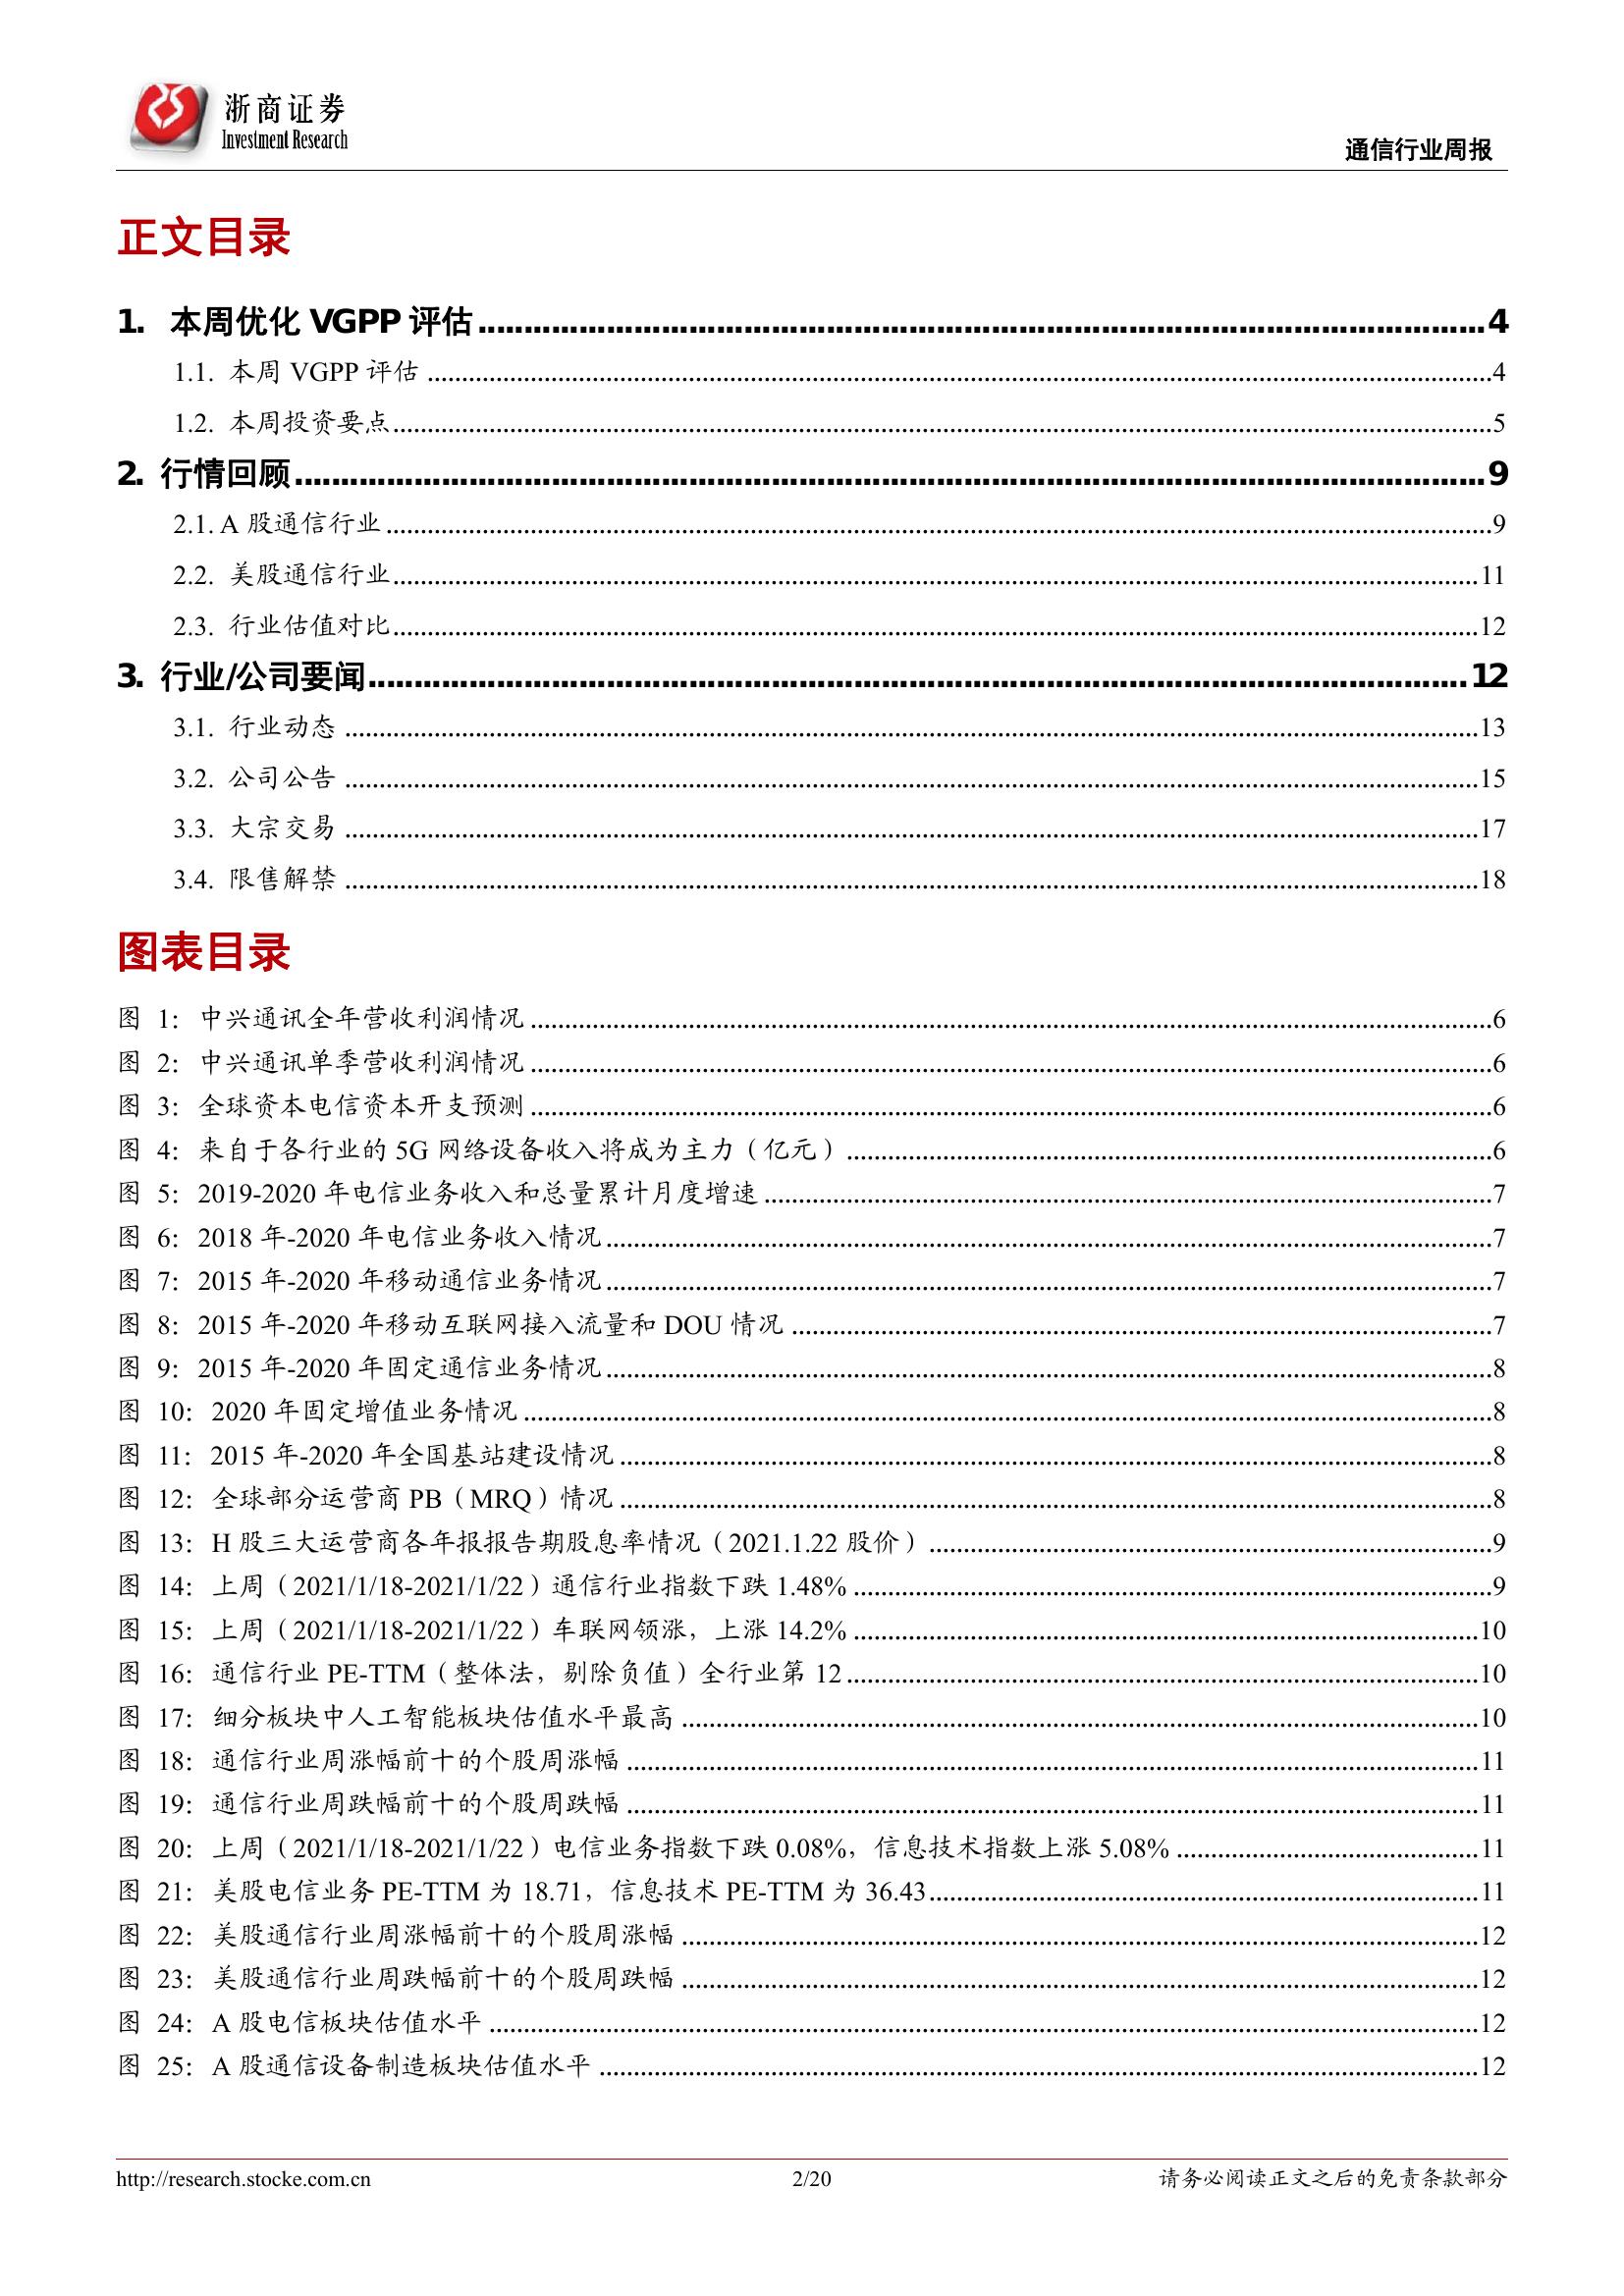 浙商证券
Investment Research
通信行业周报
正文目录
1. 本周优化 VGPP 评估 4
1.1. 本周 VGPP 评估 4
1.2. 本周投资要点 5
2. 行情回顾 9
2.1. A 股通信行业 9
2.2. 美股通信行业 11
2.3. 行业估值对比 12
3. 行业/公司要闻 12
3.1. 行业动态 13
3.2. 公司公告 15
3.3. 大宗交易 17
3.4. 限售解禁 18
图表目录
图 1：中兴通讯全年营收利润情况 6
图 2：中兴通讯单季营收利润情况 6
图 3：全球资本电信资本开支预测 6
图 4：来自于各行业的 5G 网络设备收入将成为主力（亿元） 6
图 5：2019-2020 年电信业务收入和总量累计月度增速 7
图 6：2018 年-2020 年电信业务收入情况 7
图 7：2015 年-2020 年移动通信业务情况 7
图 8：2015 年-2020 年移动互联网接入流量和 DOU 情况 7
图 9：2015 年-2020 年固定通信业务情况 8
图 10：2020 年固定增值业务情况 8
图 11：2015 年-2020 年全国基站建设情况 8
图 12：全球部分运营商 PB（MRQ）情况 8
图 13：H 股三大运营商各年报报告期股息率情况（2021.1.22 股价） 9
图 14：上周（2021/1/18-2021/1/22）通信行业指数下跌 1.48% 9
图 15：上周（2021/1/18-2021/1/22）车联网领涨，上涨 14.2% 10
图 16：通信行业 PE-TTM（整体法，剔除负值）全行业第 12 10
图 17：细分板块中人工智能板块估值水平最高 10
图 18：通信行业周涨幅前十的个股周涨幅 11
图 19：通信行业周跌幅前十的个股周跌幅 11
图 20：上周（2021/1/18-2021/1/22）电信业务指数下跌 0.08%，信息技术指数上涨 5.08% 11
图 21：美股电信业务 PE-TTM 为 18.71，信息技术 PE-TTM 为 36.43 11
图 22：美股通信行业周涨幅前十的个股周涨幅 12
图 23：美股通信行业周跌幅前十的个股周跌幅 12
图 24：A 股电信板块估值水平 12
图 25：A 股通信设备制造板块估值水平 12
http://research.stocke.com.cn 2/20 请务必阅读正文之后的免责条款部分